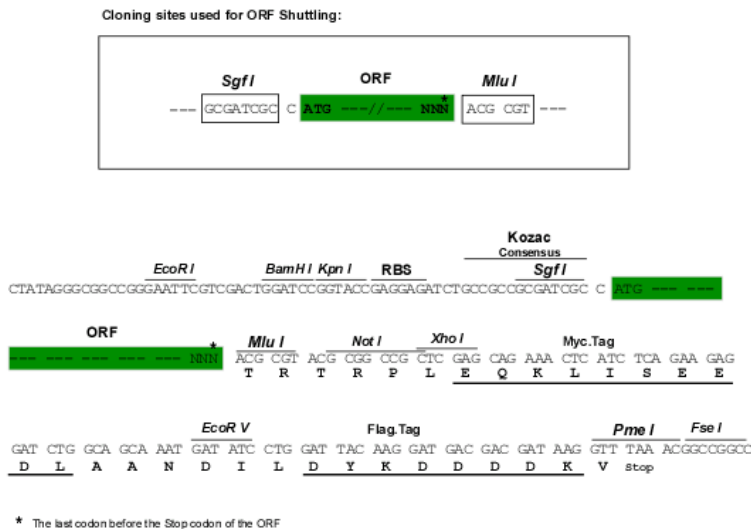 Cloning sites used for ORF Shuttling:
Sgf I ORF Mlu I
*
--- GCGATCGC C ATG ---//--- NNN ACG CGT ---
Kozac
Consensus
EcoR I BamH I Kpn I RBS Sgf I
CTATAGGGCGGCCGGGAATTCGTCGACTGGATCCGGTACCGAGGAGATCTGCCGCCGCGATCGC C ATG --- ---
ORF * Mlu I Not I Xho I Myc.Tag
--- --- --- --- --- NNN ACG CGT ACG CGG CCG CTC GAG CAG AAA CTC ATC TCA GAA GAG
T R T R P L E Q K L I S E E
EcoR V Flag.Tag Pme I Fse I
GAT CTG GCA GCA AAT GAT ATC CTG GAT TAC AAG GAT GAC GAC GAT AAG GTT TAA ACGGCCGGCC
D L A A N D I L D Y K D D D D K V Stop
* The last codon before the Stop codon of the ORF